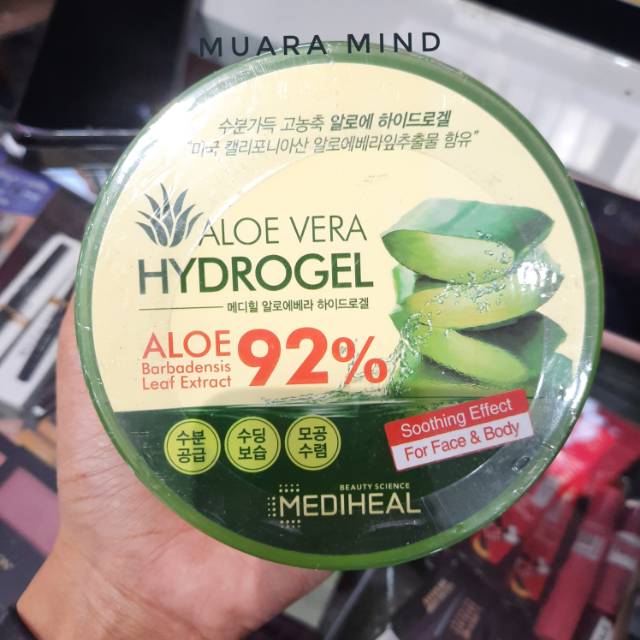 MUARA MIND
수분가득 고농축 알로에 하이드로겔
"미국 캘리포니아산 알로에베라잎추출물 함유"
ALOE VERA
HYDROGEL
메디힐 알로에베라 하이드로겔
ALOE
Barbadensis
Leaf Extract
92%
수분
공급
수딩
보습
모공
수렴
Soothing Effect
For Face & Body
BEAUTY SCIENCE
MEDIHEAL